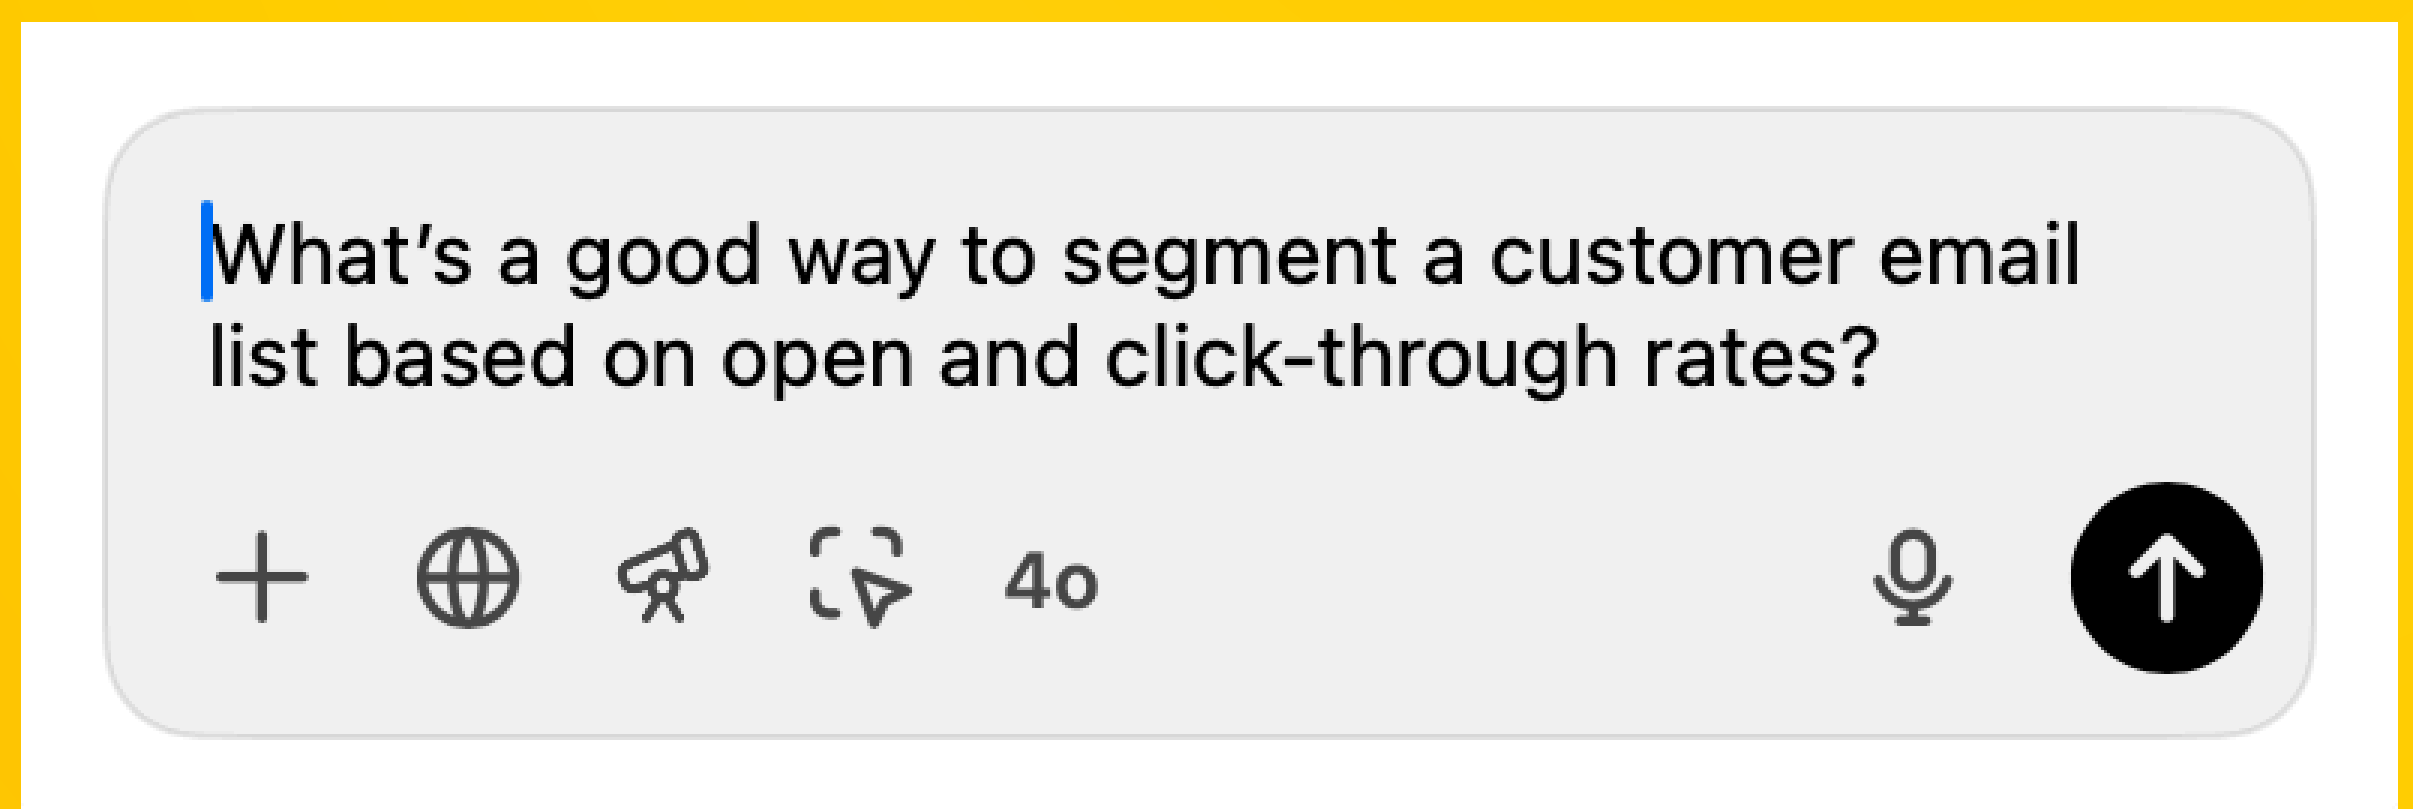 What’s a good way to segment a customer email
list based on open and click-through rates?
4o